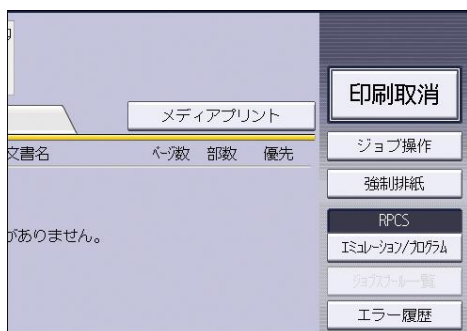 印刷取消
メディアプリント
文書名 ページ数 部数 優先
ジョブ操作
強制排紙
がありません。
RPCS
エミュレーション/プログラム
ジョブスプール一覧
エラー履歴